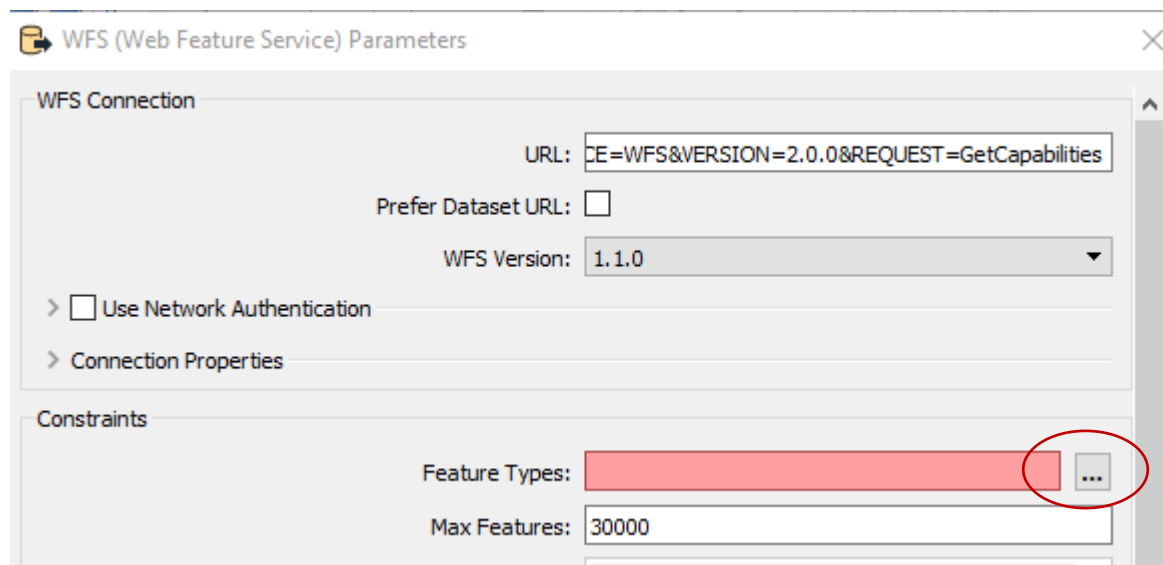 WFS (Web Feature Service) Parameters
WFS Connection
URL: CE=WFS&VERSION=2.0.0&REQUEST=GetCapabilities
Prefer Dataset URL:
WFS Version: 1.1.0
Use Network Authentication
Connection Properties
Constraints
Feature Types: ...
Max Features: 30000